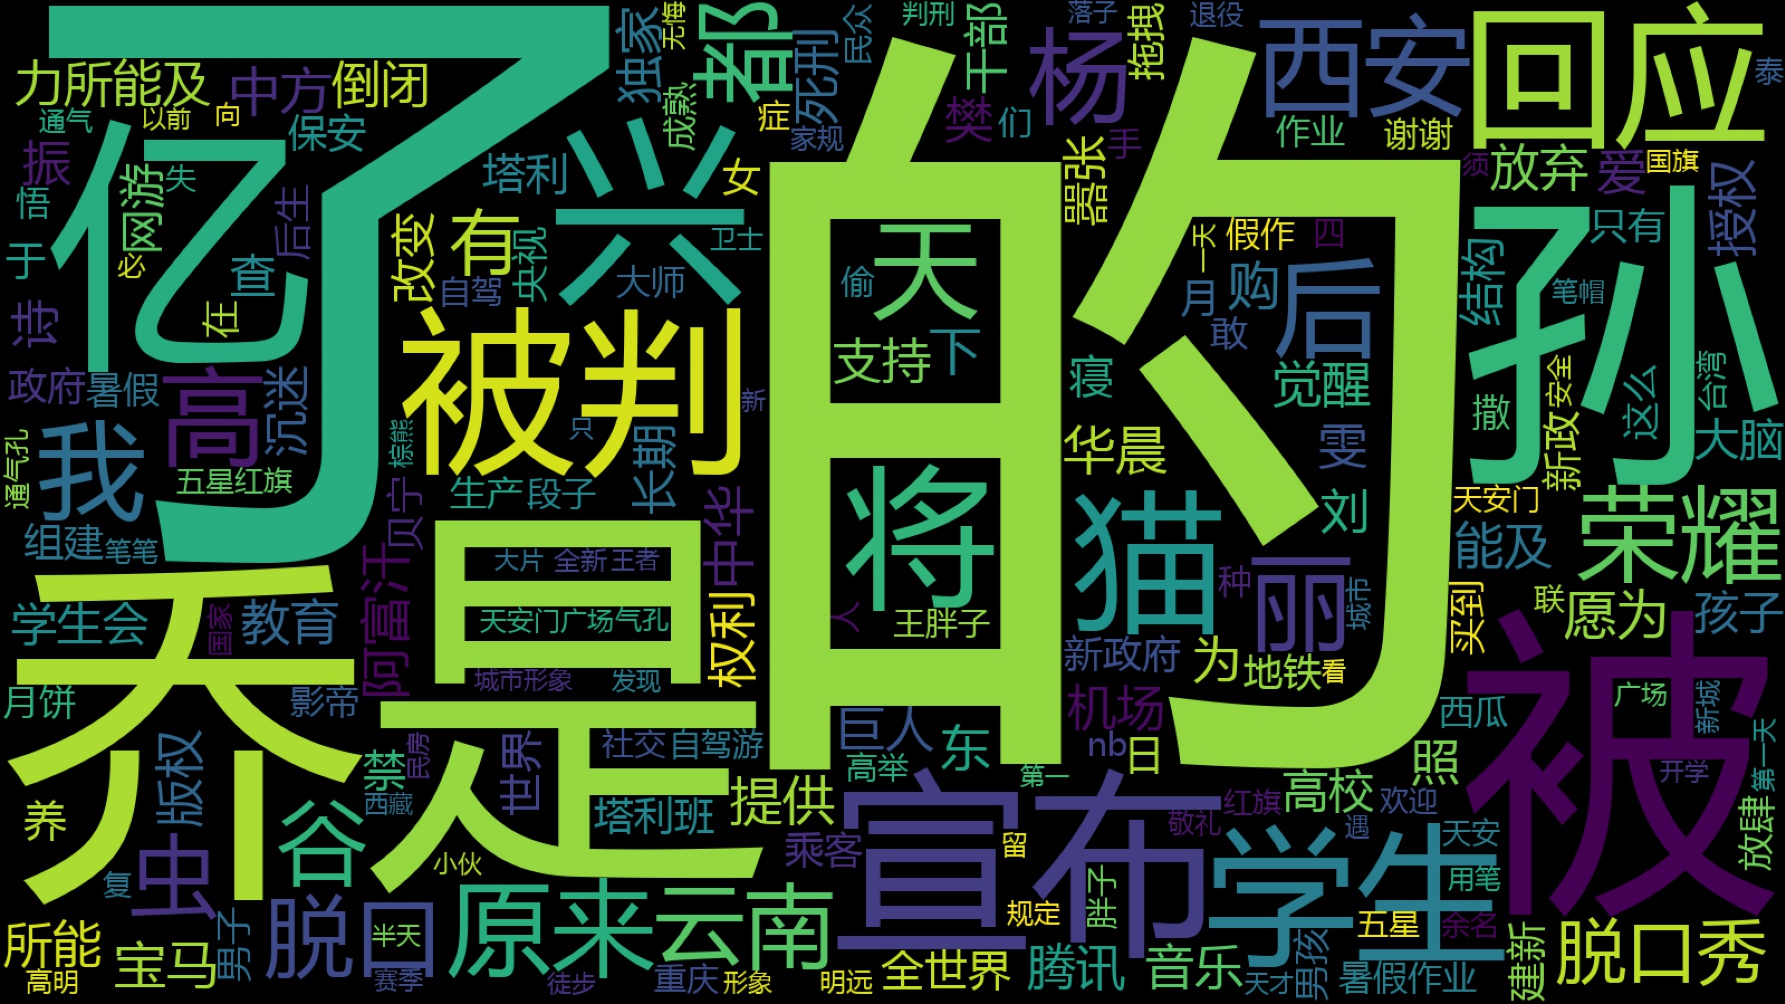 了
的
是
亿
乔
兴
被判
回应
孙
西安
杨
都
独家
无悔
民众
判刑
落子
退役
泰
力所能及
中方
倒闭
死刑
干部
拖拽
成熟
症
家规
樊
们
手
作业
谢谢
通气
以前
向
保安
嚣张
须
放弃
爱
国旗
授权
振
悟
失
网游
必
后生
塔利
女
有
改变
央视
卫士
大师
自驾
天
偷
支持
下
一天
假作
四
只有
于
查
在
诗
月
购
敢
后
结构
笔帽
政府
暑假
高
沉迷
新
只
棕熊
长期
寝
觉醒
撒
新政
安全
这么
台湾
大脑
我
通气孔
五星红旗
生产
段子
贝宁
中华
华晨
雯
刘
将
猫
天安门
能及
荣耀
组建
笔笔
大片
全新
王者
阿富汗
天安门广场气孔
权利
人
王胖子
种
丽
城市
买到
联
愿为
孩子
学生会
国家
教育
城市形象
发现
新政府
为
地铁
看
被
月饼
影帝
机场
西瓜
广场
新城
版权
民房
世界
社交
自驾游
巨人
东
nb
日
照
禁
西藏
高举
第一
高校
欢迎
开学
第一天
养
谷
塔利班
提供
宣布
敬礼
红旗
遇
天安
放肆
虫
小伙
乘客
留
学生
复
用笔
脱口
半天
原来
云南
胖子
规定
五星
余名
建新
脱口秀
所能
宝马
男子
高明
赛季
徒步
重庆
形象
明远
全世界
腾讯
音乐
天才
男孩
暑假作业